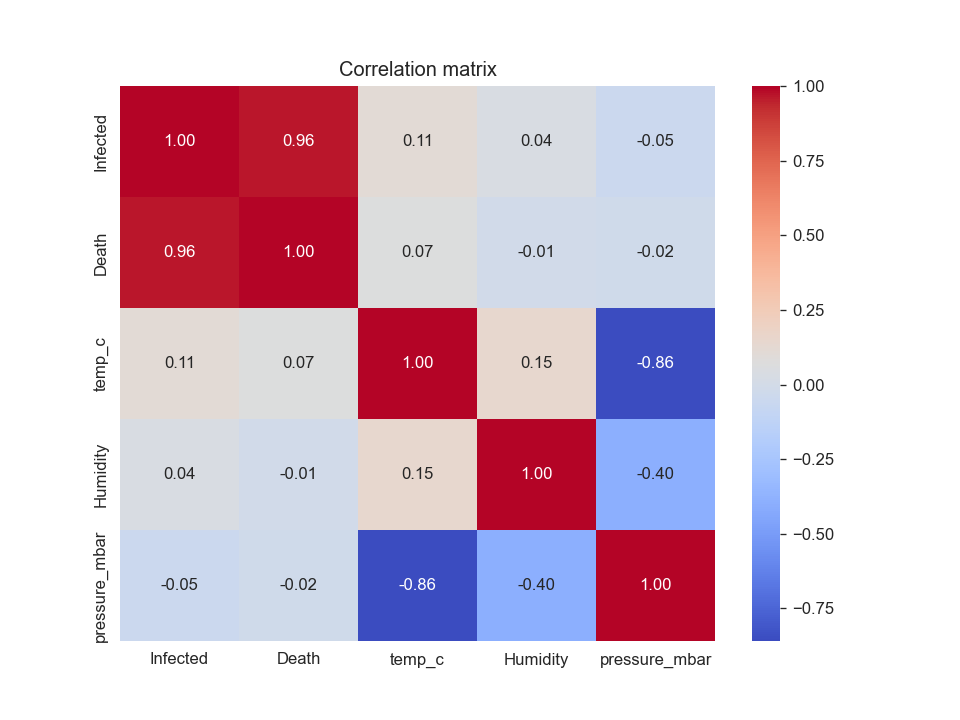 Correlation matrix
Infected 1.00 0.96 0.11 0.04 -0.05
Death 0.96 1.00 0.07 -0.01 -0.02
temp_c 0.11 0.07 1.00 0.15 -0.86
Humidity 0.04 -0.01 0.15 1.00 -0.40
pressure_mbar -0.05 -0.02 -0.86 -0.40 1.00
Infected Death temp_c Humidity pressure_mbar
1.00
0.75
0.50
0.25
0.00
−0.25
−0.50
−0.75